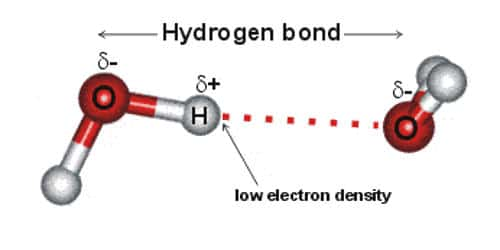 Hydrogen bond
δ-
δ+
δ-
O
H
O
low electron density